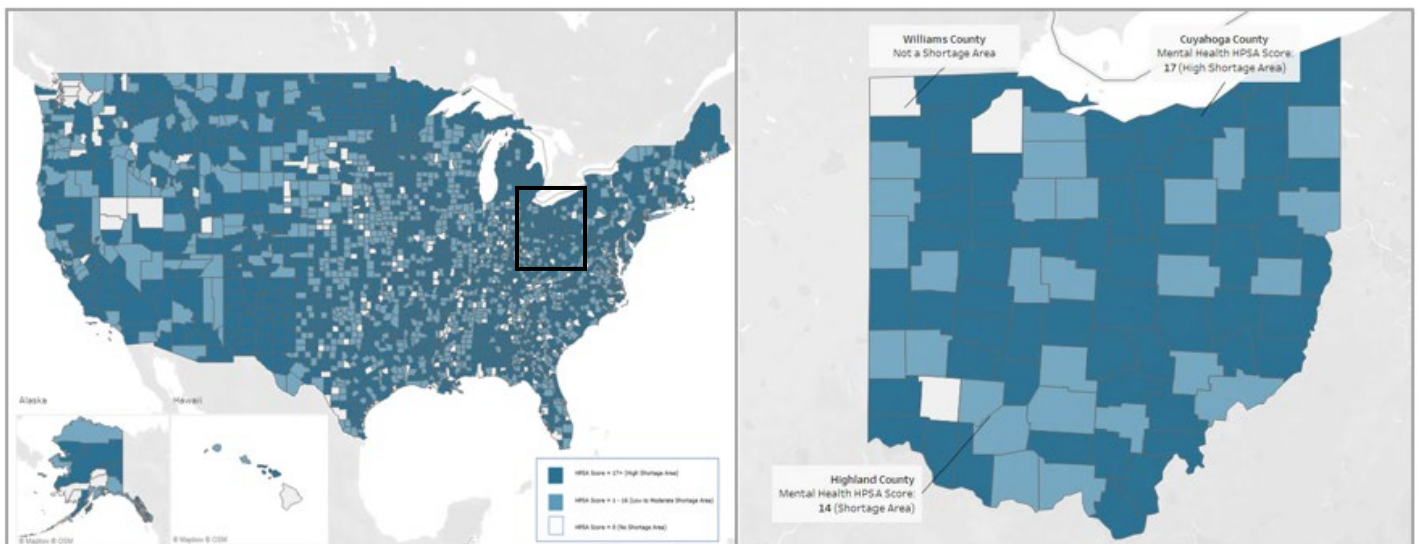 Williams County
Not a Shortage Area
Cuyahoga County
Mental Health HPSA Score:
17 (High Shortage Area)
Alaska
Hawaii
HPSA Score = 17+ (High Shortage Area)
HPSA Score = 1 - 16 (Low to Moderate Shortage Area)
HPSA Score = 0 (No Shortage Area)
© Mapbox © OSM
© Mapbox © OSM
Highland County
Mental Health HPSA Score:
14 (Shortage Area)
© Mapbox © OSM